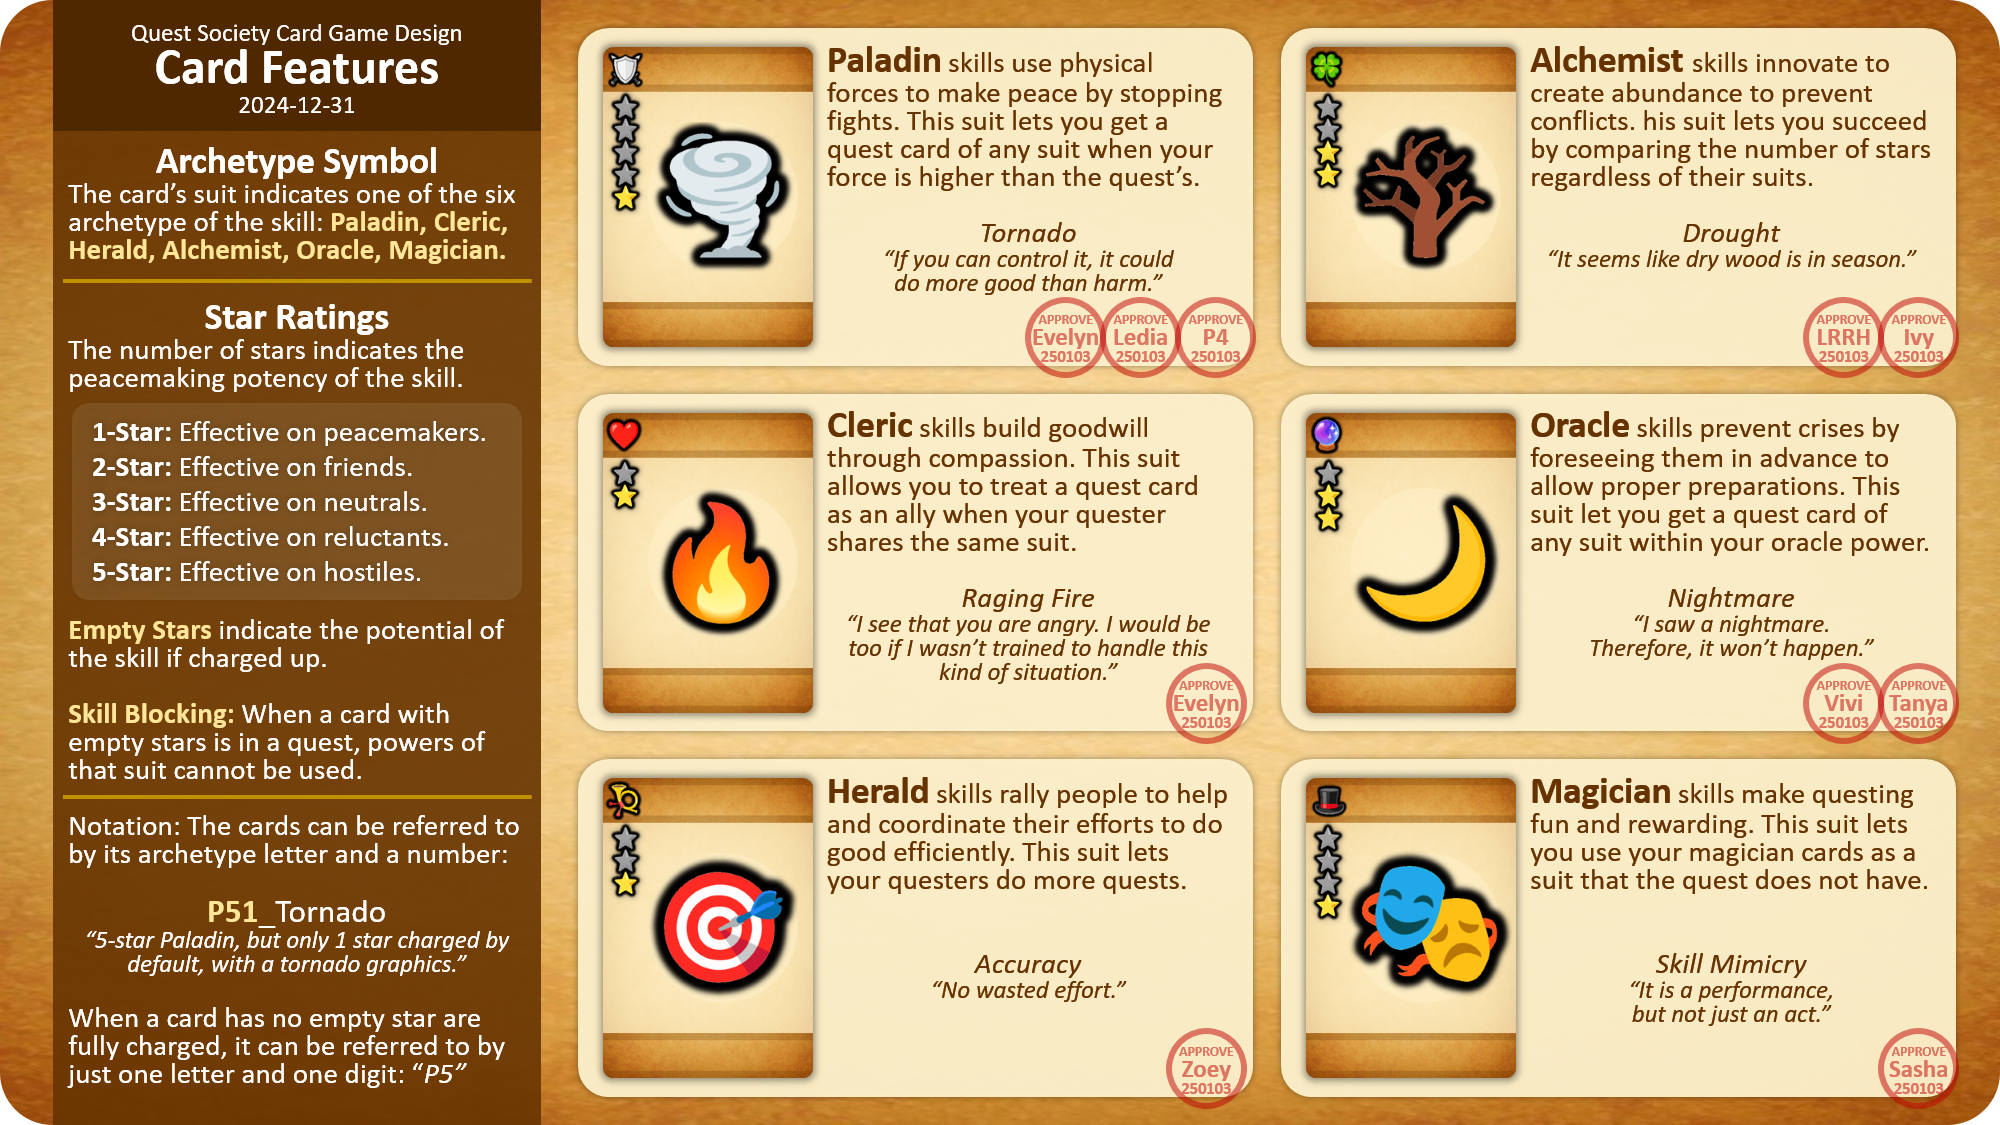 Quest Society Card Game Design
Card Features
2024-12-31
Archetype Symbol
The card's suit indicates one of the six
archetype of the skill: Paladin, Cleric,
Herald, Alchemist, Oracle, Magician.
Star Ratings
The number of stars indicates the
peacemaking potency of the skill.
1-Star: Effective on peacemakers.
2-Star: Effective on friends.
3-Star: Effective on neutrals.
4-Star: Effective on reluctants.
5-Star: Effective on hostiles.
Empty Stars indicate the potential of
the skill if charged up.
Skill Blocking: When a card with
empty stars is in a quest, powers of
that suit cannot be used.
Notation: The cards can be referred to
by its archetype letter and a number:
P51_Tornado
“5-star Paladin, but only 1 star charged by
default, with a tornado graphics.”
When a card has no empty star are
fully charged, it can be referred to by
just one letter and one digit: “P5”
Paladin skills use physical
forces to make peace by stopping
fights. This suit lets you get a
quest card of any suit when your
force is higher than the quest’s.
Tornado
“If you can control it, it could
do more good than harm.”
APPROVE
Evelyn
250103
APPROVE
Ledia
250103
APPROVE
P4
250103
Alchemist skills innovate to
create abundance to prevent
conflicts. his suit lets you succeed
by comparing the number of stars
regardless of their suits.
Drought
“It seems like dry wood is in season.”
APPROVE
LRRH
250103
APPROVE
Ivy
250103
Cleric skills build goodwill
through compassion. This suit
allows you to treat a quest card
as an ally when your quester
shares the same suit.
Raging Fire
“I see that you are angry. I would be
too if I wasn’t trained to handle this
kind of situation.”
APPROVE
Evelyn
250103
Oracle skills prevent crises by
foreseeing them in advance to
allow proper preparations. This
suit let you get a quest card of
any suit within your oracle power.
Nightmare
“I saw a nightmare.
Therefore, it won’t happen.”
APPROVE
Vivi
250103
APPROVE
Tanya
250103
Herald skills rally people to help
and coordinate their efforts to do
good efficiently. This suit lets
your questers do more quests.
Accuracy
“No wasted effort.”
APPROVE
Zoey
250103
Magician skills make questing
fun and rewarding. This suit lets
you use your magician cards as a
suit that the quest does not have.
Skill Mimicry
“It is a performance,
but not just an act.”
APPROVE
Sasha
250103